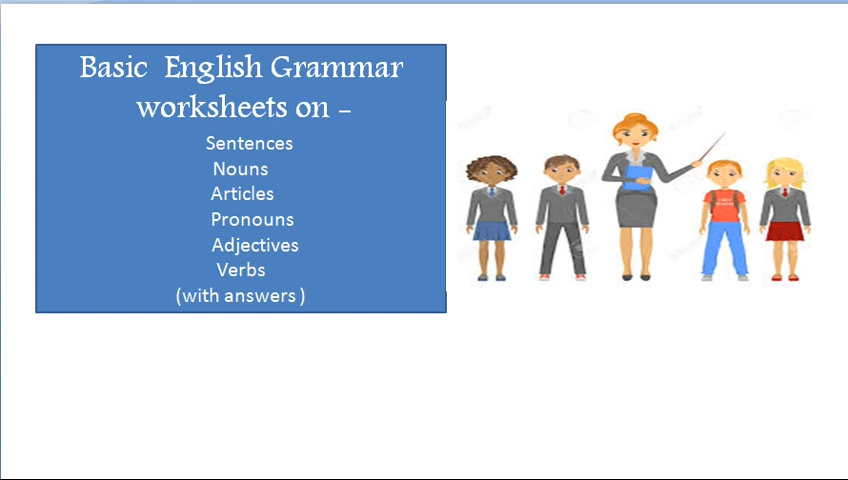 Basic English Grammar
worksheets on -
Sentences
Nouns
Articles
Pronouns
Adjectives
Verbs
(with answers )